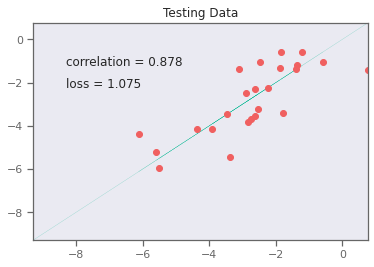 Testing Data
0
correlation = 0.878
−2
loss = 1.075
−4
−6
−8
−8 −6 −4 −2 0